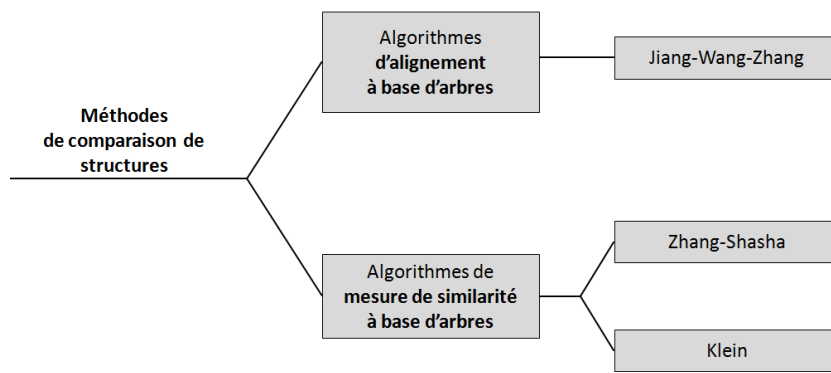 Méthodes
de comparaison de
structures
Algorithmes
d'alignement
à base d'arbres
Jiang-Wang-Zhang
Algorithmes de
mesure de similarité
à base d'arbres
Zhang-Shasha
Klein